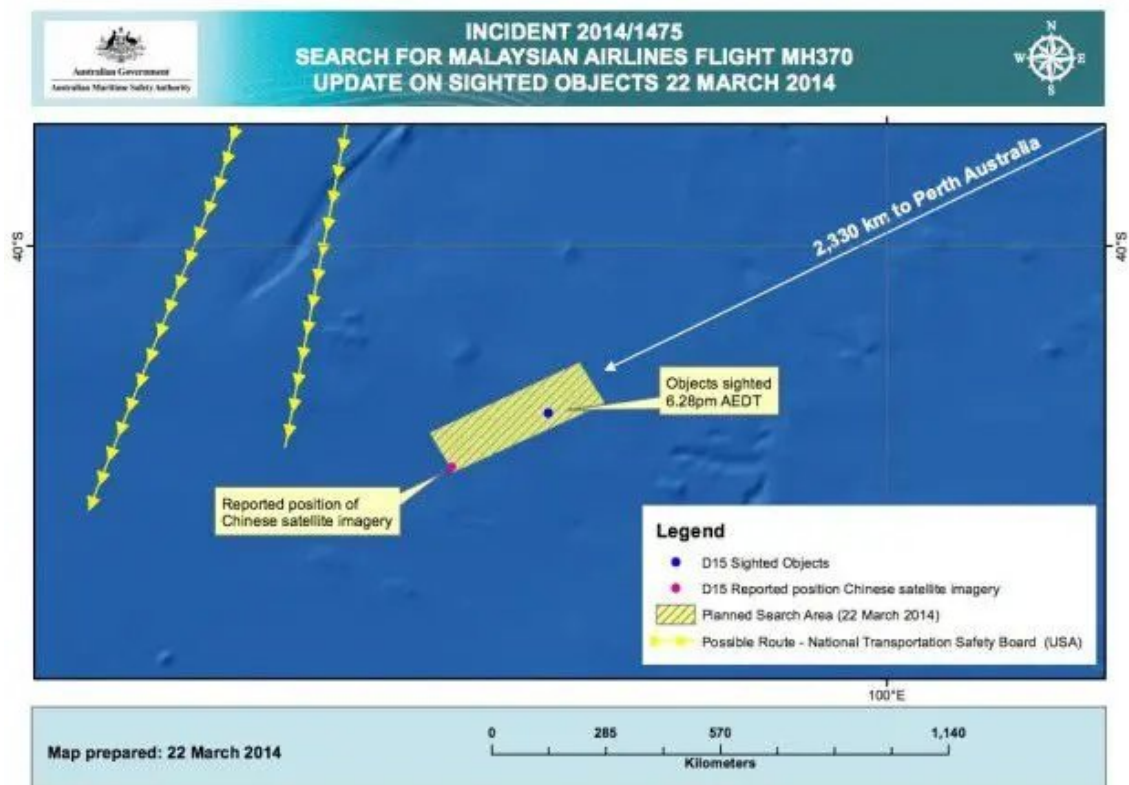 INCIDENT 2014/1475
SEARCH FOR MALAYSIAN AIRLINES FLIGHT MH370
UPDATE ON SIGHTED OBJECTS 22 MARCH 2014
Australian Government
Australian Maritime Safety Authority
N
W E
S
2,330 km to Perth Australia
40°S
40°S
Objects sighted
6.28pm AEDT
Reported position of
Chinese satellite imagery
Legend
D15 Sighted Objects
D15 Reported position Chinese satellite imagery
Planned Search Area (22 March 2014)
Possible Route - National Transportation Safety Board (USA)
100°E
Map prepared: 22 March 2014
0 285 570 1,140
Kilometers